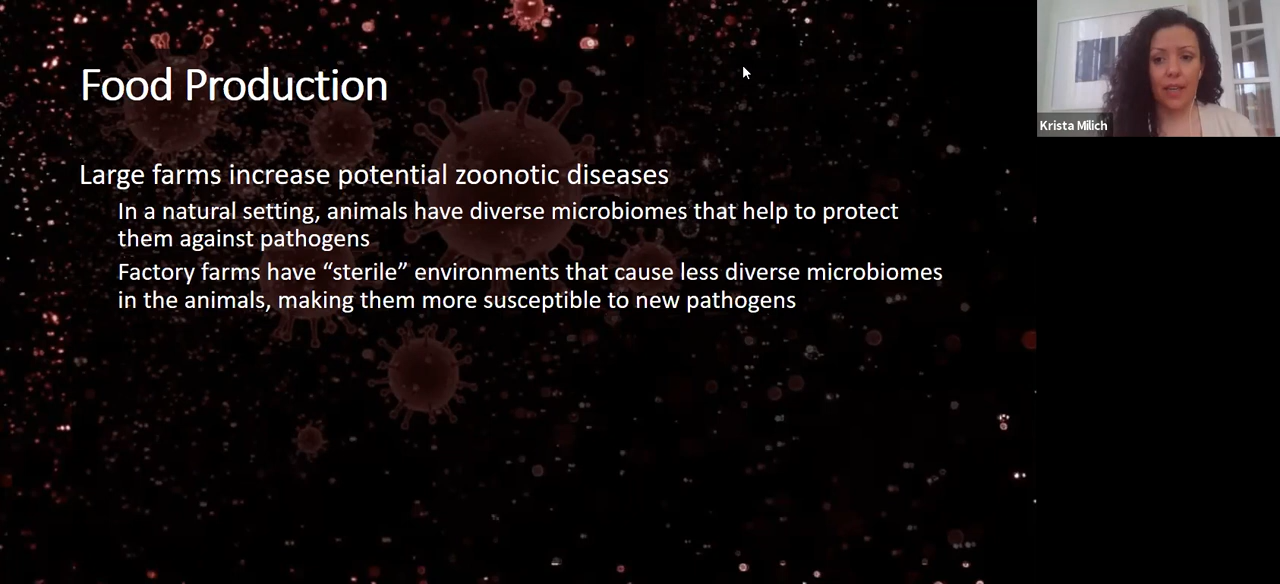 Food Production
Large farms increase potential zoonotic diseases
In a natural setting, animals have diverse microbiomes that help to protect
them against pathogens
Factory farms have “sterile” environments that cause less diverse microbiomes
in the animals, making them more susceptible to new pathogens
Krista Milich